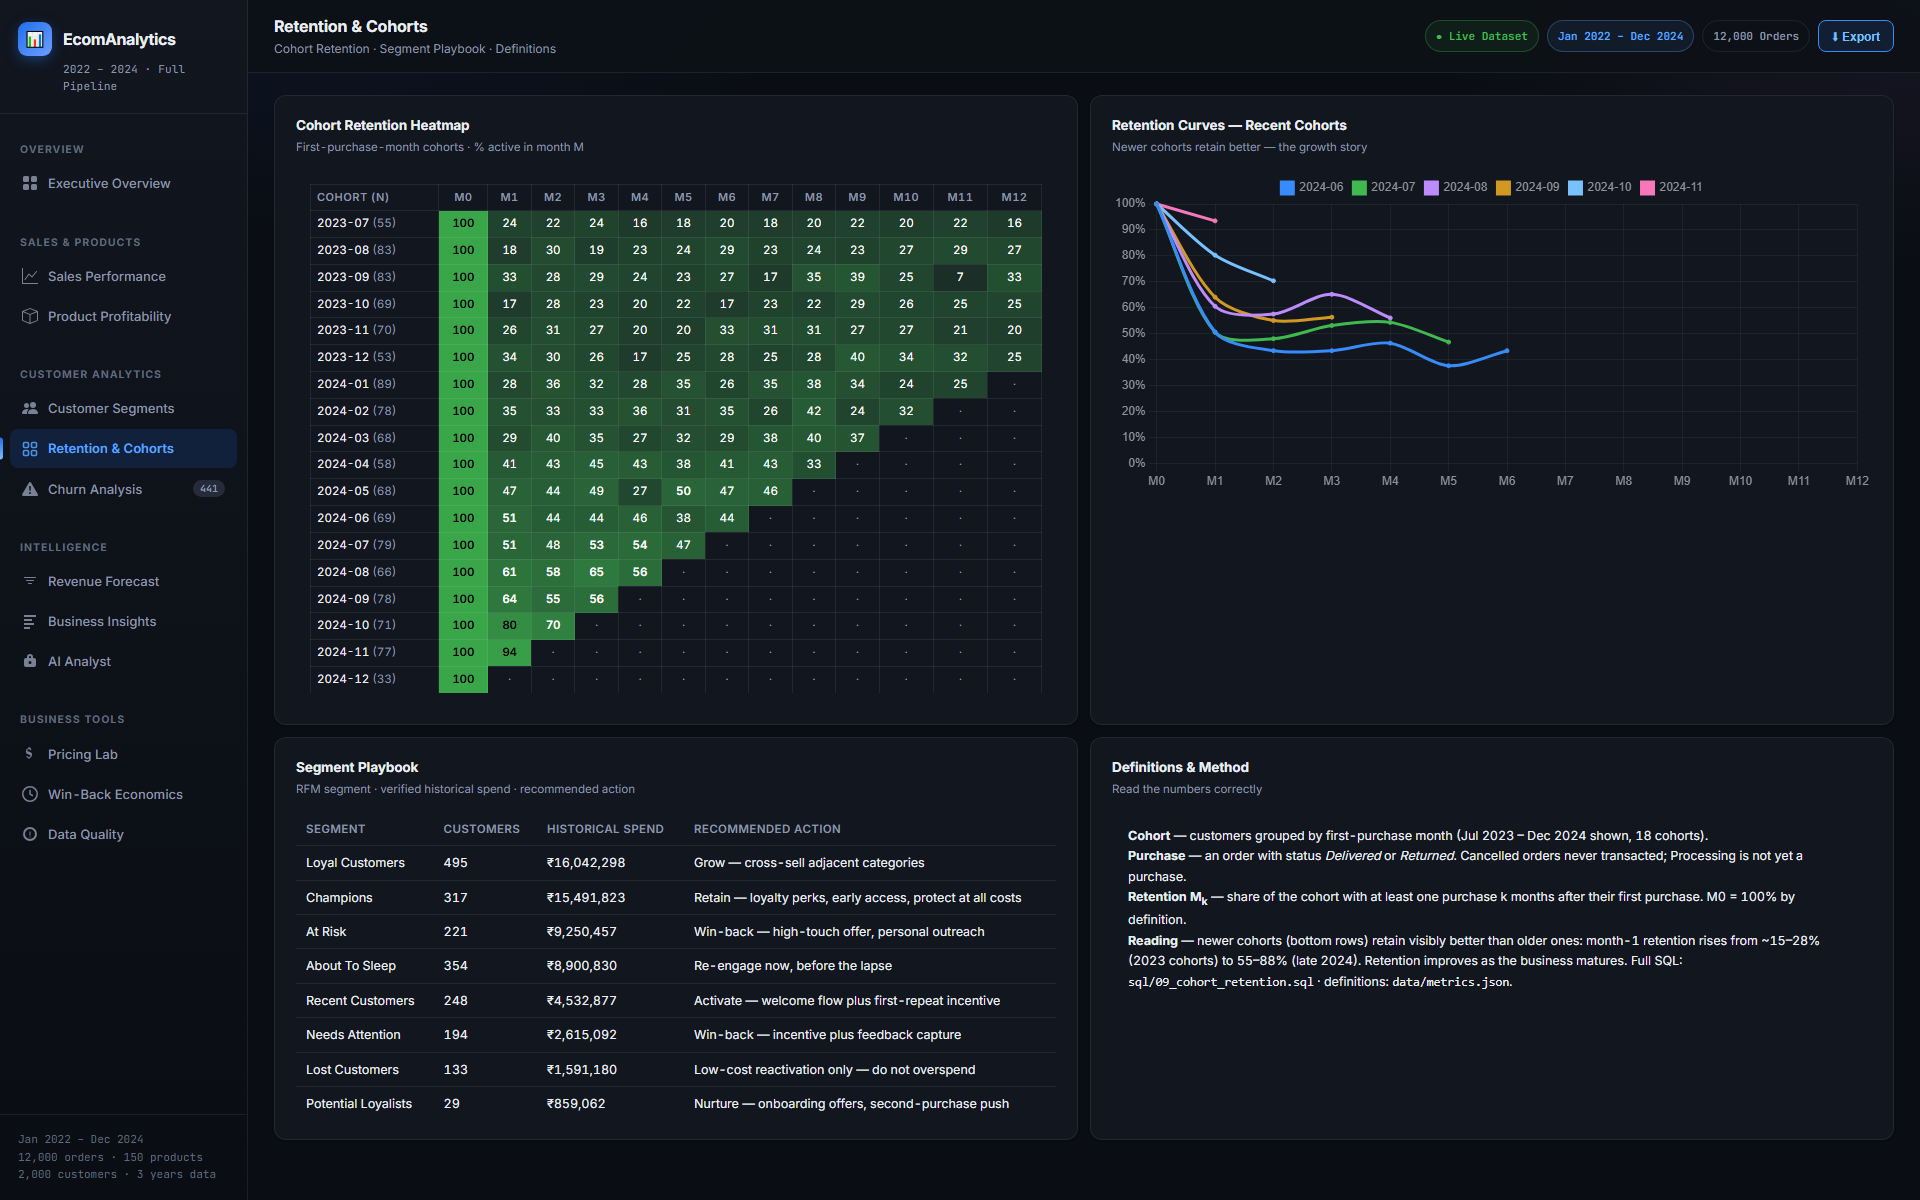 EcomAnalytics
2022 – 2024 · Full
Pipeline
OVERVIEW
Executive Overview
SALES & PRODUCTS
Sales Performance
Product Profitability
CUSTOMER ANALYTICS
Customer Segments
Retention & Cohorts
Churn Analysis 441
INTELLIGENCE
Revenue Forecast
Business Insights
AI Analyst
BUSINESS TOOLS
Pricing Lab
Win-Back Economics
Data Quality
Jan 2022 – Dec 2024
12,000 orders · 150 products
2,000 customers · 3 years data
Retention & Cohorts
Cohort Retention · Segment Playbook · Definitions
● Live Dataset Jan 2022 – Dec 2024 12,000 Orders ⬇ Export
Cohort Retention Heatmap
First-purchase-month cohorts · % active in month M
COHORT (N) M0 M1 M2 M3 M4 M5 M6 M7 M8 M9 M10 M11 M12
2023-07 (55) 100 24 22 24 16 18 20 18 20 22 20 22 16
2023-08 (83) 100 18 30 19 23 24 29 23 24 23 27 29 27
2023-09 (83) 100 33 28 29 24 23 27 17 35 39 25 7 33
2023-10 (69) 100 17 28 23 20 22 17 23 22 29 26 25 25
2023-11 (70) 100 26 31 27 20 20 33 31 31 27 27 21 20
2023-12 (53) 100 34 30 26 17 25 28 25 28 40 34 32 25
2024-01 (89) 100 28 36 32 28 35 26 35 38 34 24 25 ·
2024-02 (78) 100 35 33 33 36 31 35 26 42 24 32 · ·
2024-03 (68) 100 29 40 35 27 32 29 38 40 37 · · ·
2024-04 (58) 100 41 43 45 43 38 41 43 33 · · · ·
2024-05 (68) 100 47 44 49 27 50 47 46 · · · · ·
2024-06 (69) 100 51 44 44 46 38 44 · · · · · ·
2024-07 (79) 100 51 48 53 54 47 · · · · · · ·
2024-08 (66) 100 61 58 65 56 · · · · · · · ·
2024-09 (78) 100 64 55 56 · · · · · · · · ·
2024-10 (71) 100 80 70 · · · · · · · · · ·
2024-11 (77) 100 94 · · · · · · · · · · ·
2024-12 (33) 100 · · · · · · · · · · · ·
Retention Curves — Recent Cohorts
Newer cohorts retain better — the growth story
2024-06 2024-07 2024-08 2024-09 2024-10 2024-11
100%
90%
80%
70%
60%
50%
40%
30%
20%
10%
0%
M0 M1 M2 M3 M4 M5 M6 M7 M8 M9 M10 M11 M12
Segment Playbook
RFM segment · verified historical spend · recommended action
SEGMENT CUSTOMERS HISTORICAL SPEND RECOMMENDED ACTION
Loyal Customers 495 ₹16,042,298 Grow — cross-sell adjacent categories
Champions 317 ₹15,491,823 Retain — loyalty perks, early access, protect at all costs
At Risk 221 ₹9,250,457 Win-back — high-touch offer, personal outreach
About To Sleep 354 ₹8,900,830 Re-engage now, before the lapse
Recent Customers 248 ₹4,532,877 Activate — welcome flow plus first-repeat incentive
Needs Attention 194 ₹2,615,092 Win-back — incentive plus feedback capture
Lost Customers 133 ₹1,591,180 Low-cost reactivation only — do not overspend
Potential Loyalists 29 ₹859,062 Nurture — onboarding offers, second-purchase push
Definitions & Method
Read the numbers correctly
Cohort — customers grouped by first-purchase month (Jul 2023 – Dec 2024 shown, 18 cohorts).
Purchase — an order with status Delivered or Returned. Cancelled orders never transacted; Processing is not yet a
purchase.
Retention Mk — share of the cohort with at least one purchase k months after their first purchase. M0 = 100% by
definition.
Reading — newer cohorts (bottom rows) retain visibly better than older ones: month-1 retention rises from ~15–28%
(2023 cohorts) to 55–88% (late 2024). Retention improves as the business matures. Full SQL:
sql/09_cohort_retention.sql · definitions: data/metrics.json.